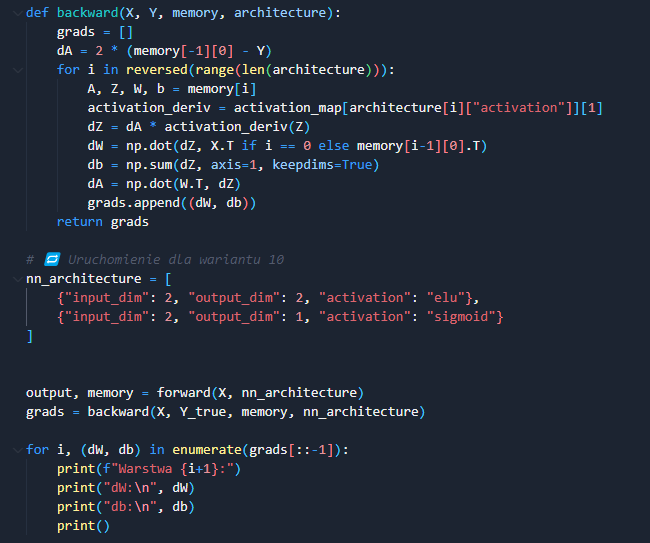 def backward(X, Y, memory, architecture):
    grads = []
    dA = 2 * (memory[-1][0] - Y)
    for i in reversed(range(len(architecture))):
        A, Z, W, b = memory[i]
        activation_deriv = activation_map[architecture[i]["activation"]][1]
        dZ = dA * activation_deriv(Z)
        dW = np.dot(dZ, X.T if i == 0 else memory[i-1][0].T)
        db = np.sum(dZ, axis=1, keepdims=True)
        dA = np.dot(W.T, dZ)
        grads.append((dW, db))
    return grads

# 🔁 Uruchomienie dla wariantu 10
nn_architecture = [
    {"input_dim": 2, "output_dim": 2, "activation": "elu"},
    {"input_dim": 2, "output_dim": 1, "activation": "sigmoid"}
]

output, memory = forward(X, nn_architecture)
grads = backward(X, Y_true, memory, nn_architecture)

for i, (dW, db) in enumerate(grads[::-1]):
    print(f"Warstwa {i+1}:")
    print("dW:\n", dW)
    print("db:\n", db)
    print()